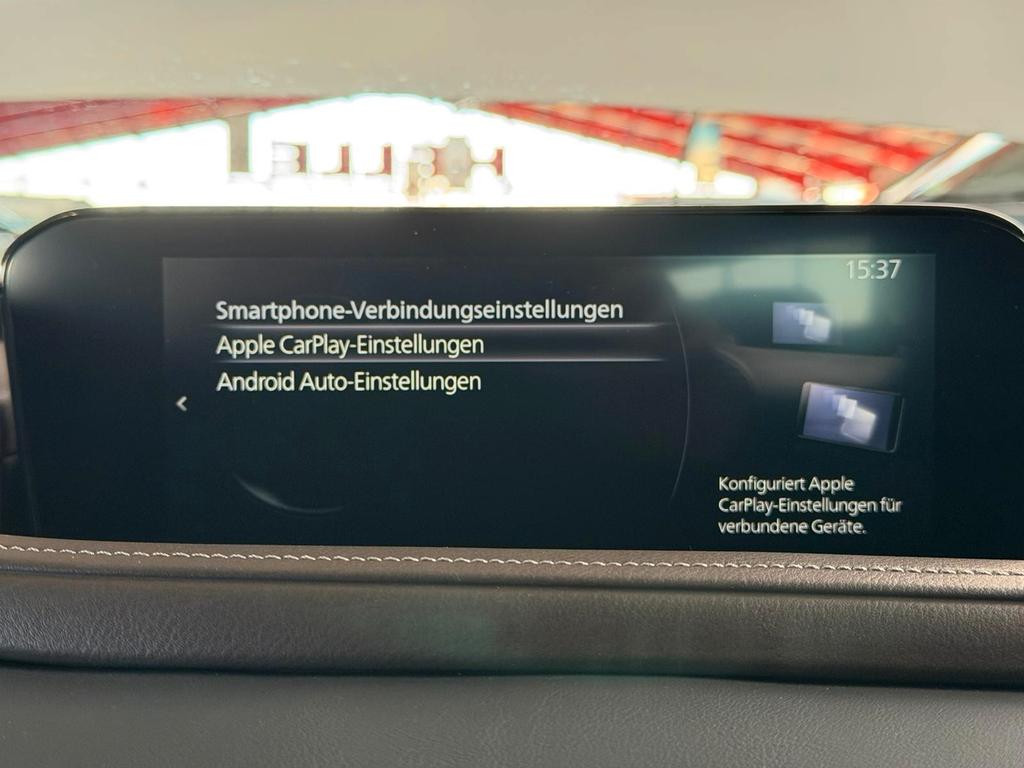 15:37
Smartphone-Verbindungseinstellungen
Apple CarPlay-Einstellungen
Android Auto-Einstellungen
Konfiguriert Apple
CarPlay-Einstellungen für
verbundene Geräte.